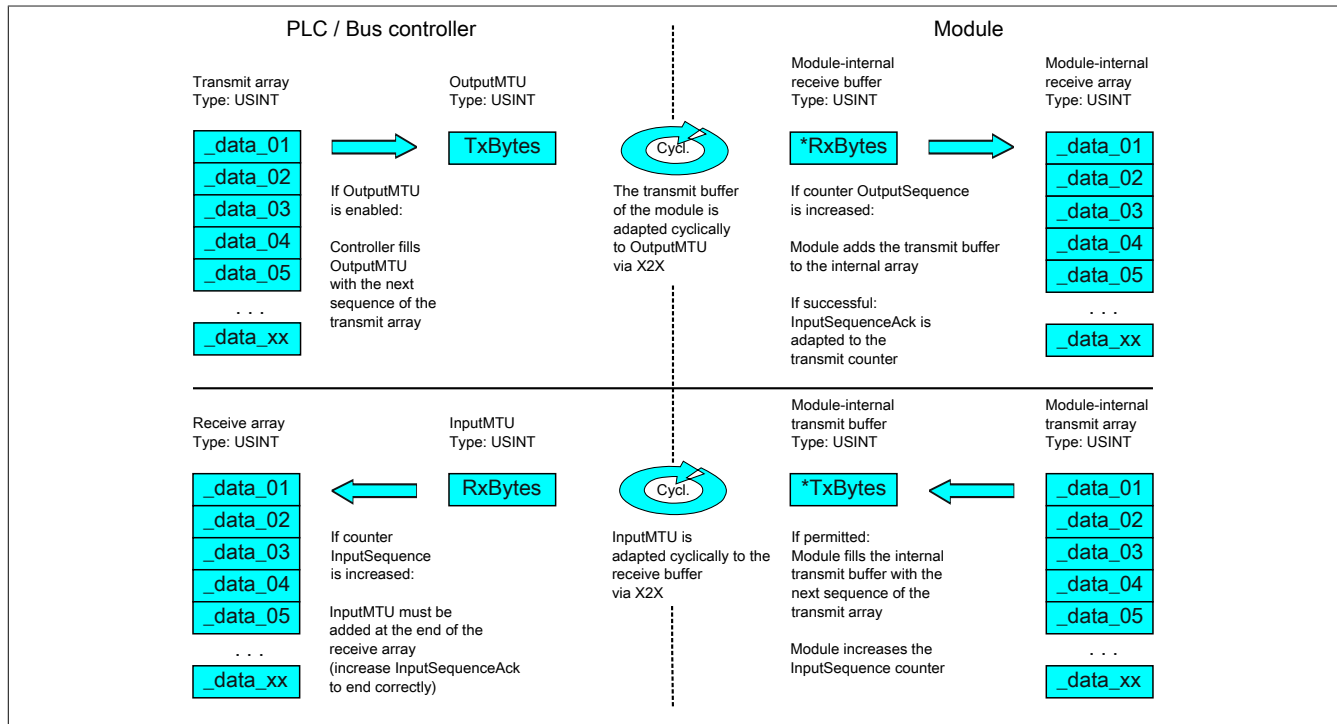 PLC / Bus controller
Module
Transmit array
Type: USINT
OutputMTU
Type: USINT
Module-internal
receive buffer
Type: USINT
Module-internal
receive array
Type: USINT
_data_01
_data_02
_data_03
_data_04
_data_05
. . .
_data_xx
TxBytes
If OutputMTU
is enabled:
Controller fills
OutputMTU
with the next
sequence of the
transmit array
Cycl.
The transmit buffer
of the module is
adapted cyclically
to OutputMTU
via X2X
*RxBytes
If counter OutputSequence
is increased:
Module adds the transmit buffer
to the internal array
If successful:
InputSequenceAck is
adapted to the
transmit counter
_data_01
_data_02
_data_03
_data_04
_data_05
. . .
_data_xx
Receive array
Type: USINT
InputMTU
Type: USINT
Module-internal
transmit buffer
Type: USINT
Module-internal
transmit array
Type: USINT
_data_01
_data_02
_data_03
_data_04
_data_05
. . .
_data_xx
RxBytes
If counter
InputSequence
is increased:
InputMTU must be
added at the end of the
receive array
(increase InputSequenceAck
to end correctly)
Cycl.
InputMTU is
adapted cyclically to the
receive buffer
via X2X
*TxBytes
If permitted:
Module fills the internal
transmit buffer with the
next sequence of the
transmit array
Module increases the
InputSequence counter
_data_01
_data_02
_data_03
_data_04
_data_05
. . .
_data_xx